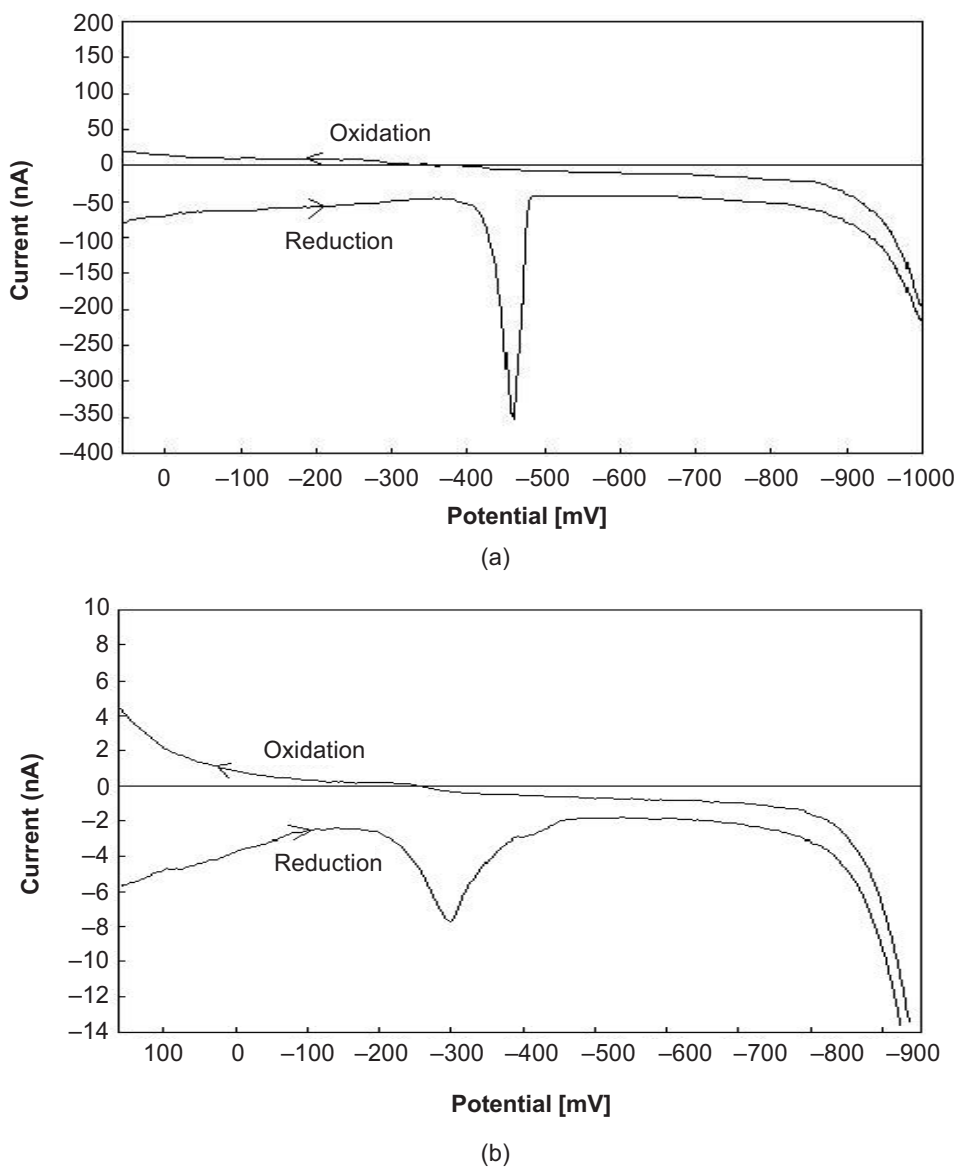 200
150
100
50
0
–50
–100
–150
–200
–250
–300
–350
–400
Current (nA)
Oxidation
Reduction
0 –100 –200 –300 –400 –500 –600 –700 –800 –900 –1000
Potential [mV]
(a)
10
8
6
4
2
0
–2
–4
–6
–8
–10
–12
–14
Current (nA)
Oxidation
Reduction
100 0 –100 –200 –300 –400 –500 –600 –700 –800 –900
Potential [mV]
(b)